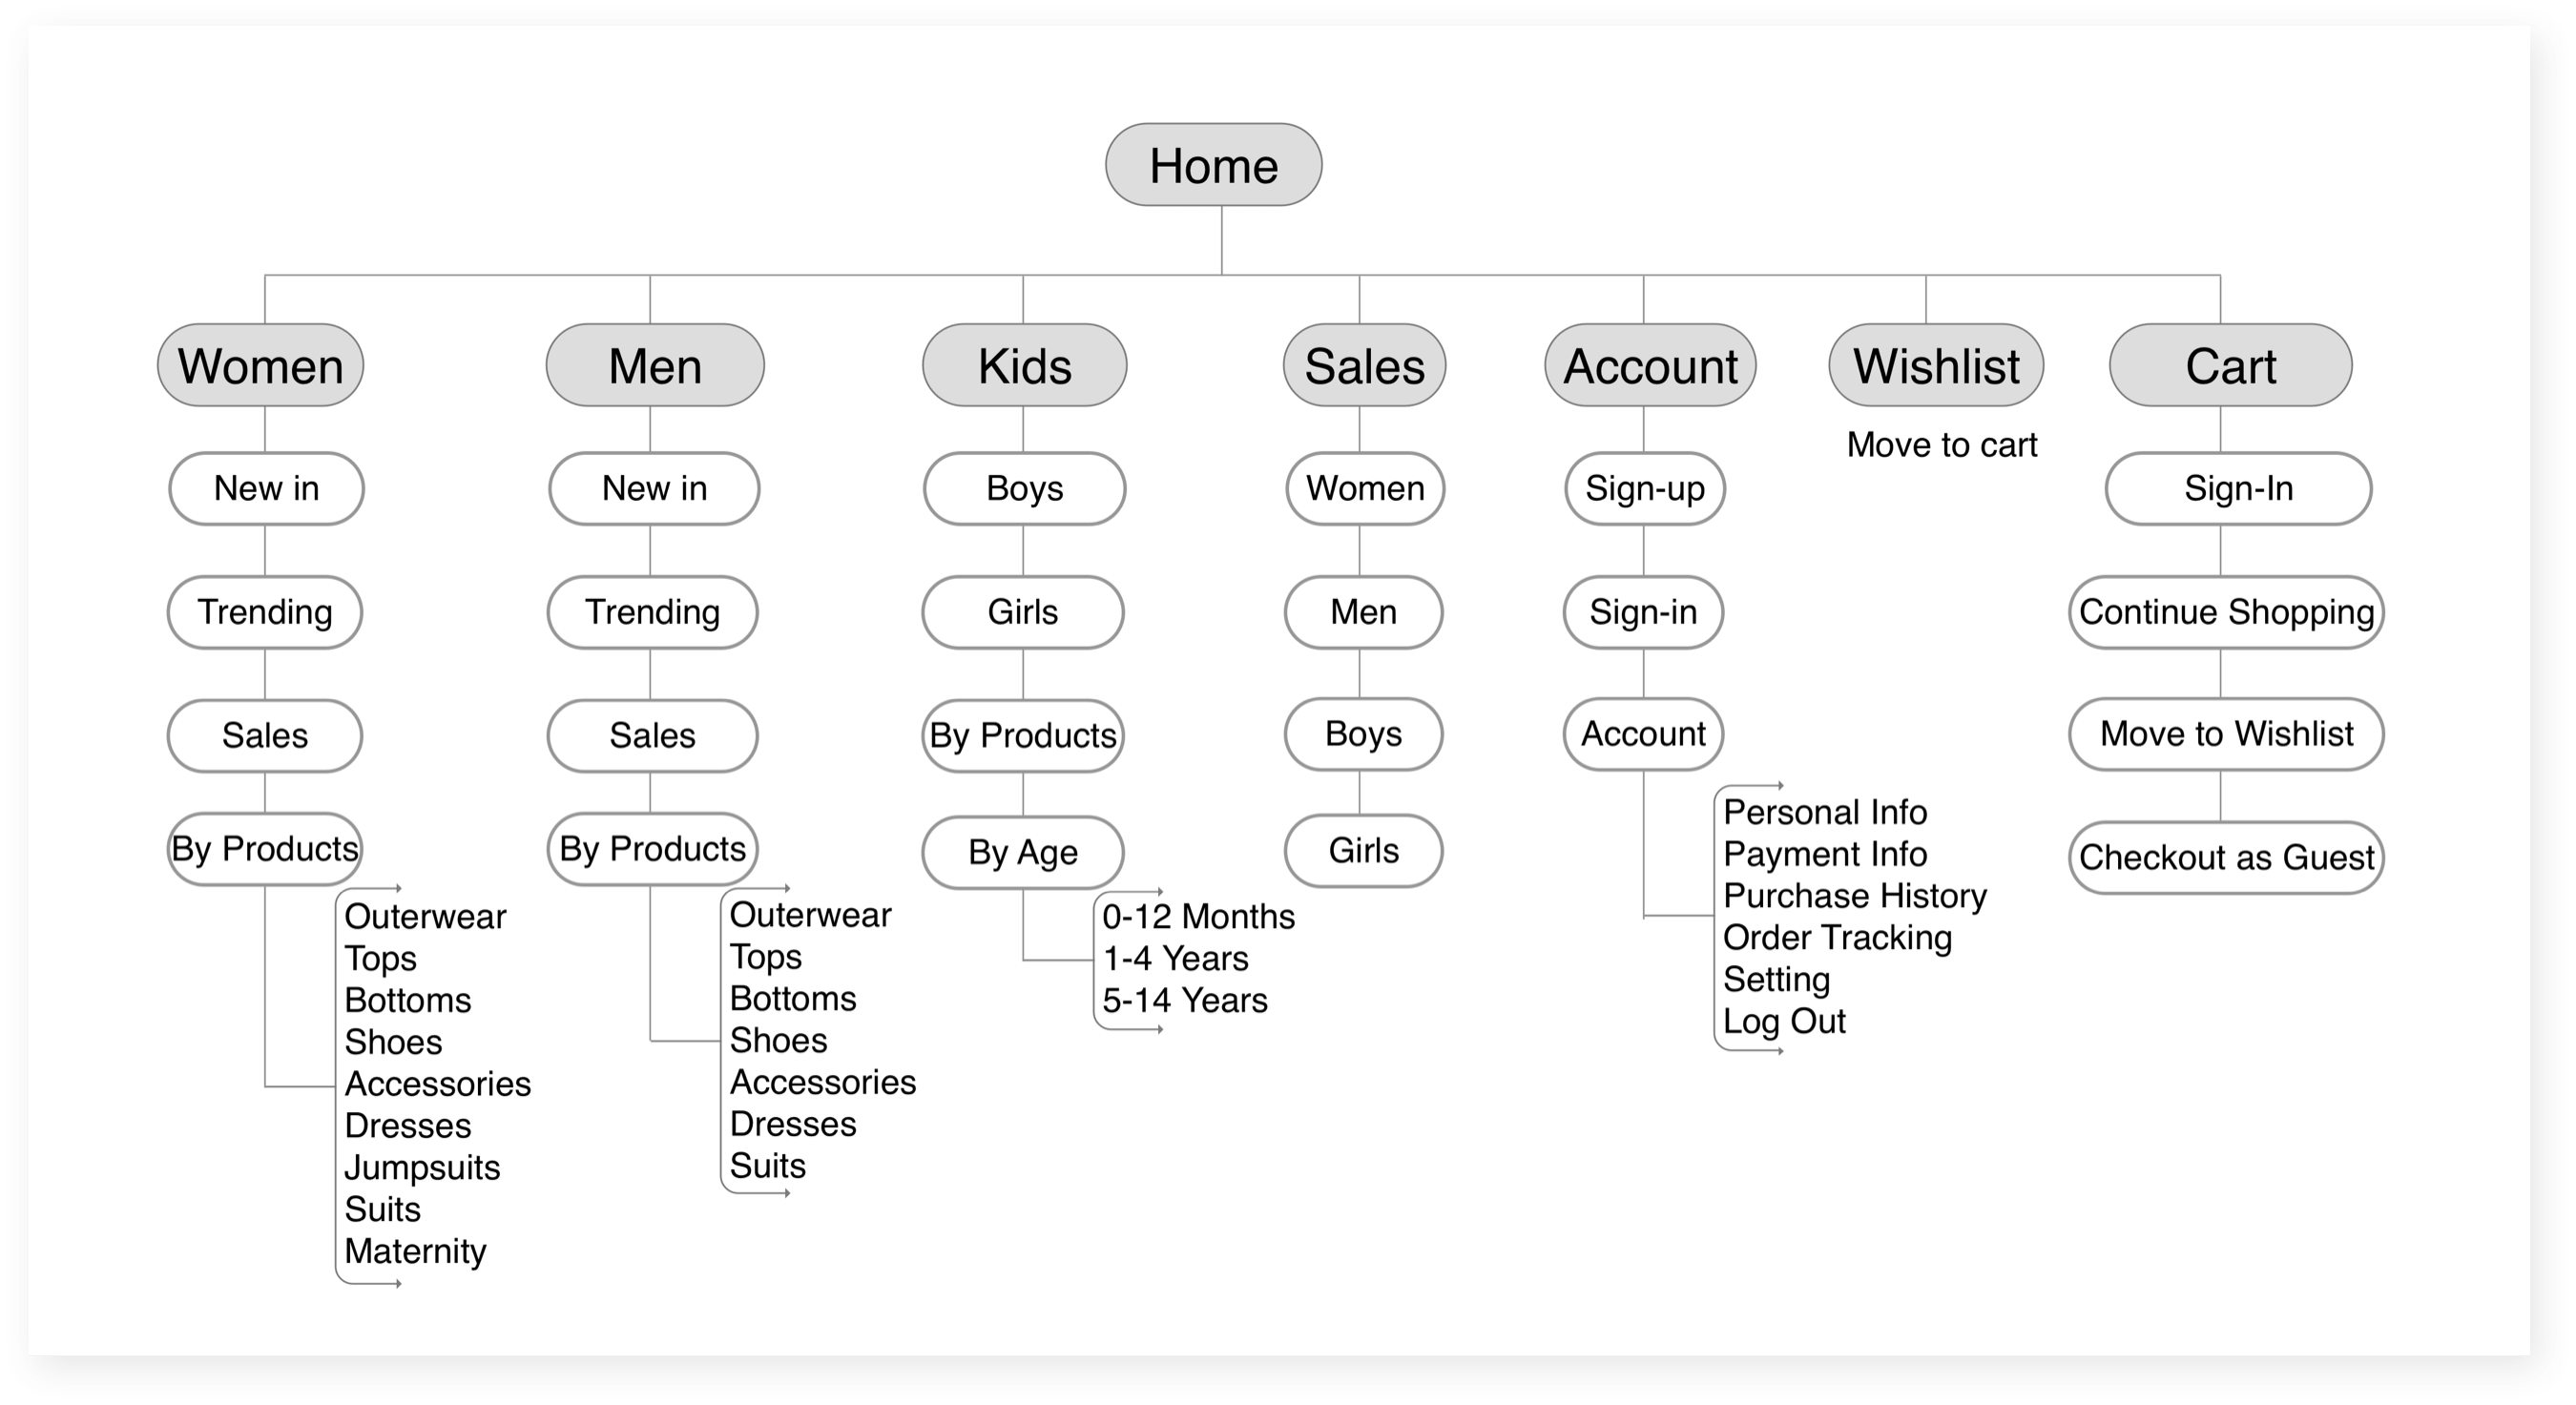 Home
Women
Men
Kids
Sales
Account
Wishlist
Cart
New in
Trending
Sales
By Products
Outerwear
Tops
Bottoms
Shoes
Accessories
Dresses
Jumpsuits
Suits
Maternity
New in
Trending
Sales
By Products
Outerwear
Tops
Bottoms
Shoes
Accessories
Dresses
Suits
Boys
Girls
By Products
By Age
0-12 Months
1-4 Years
5-14 Years
Women
Men
Boys
Girls
Sign-up
Sign-in
Account
Personal Info
Payment Info
Purchase History
Order Tracking
Setting
Log Out
Move to cart
Sign-In
Continue Shopping
Move to Wishlist
Checkout as Guest